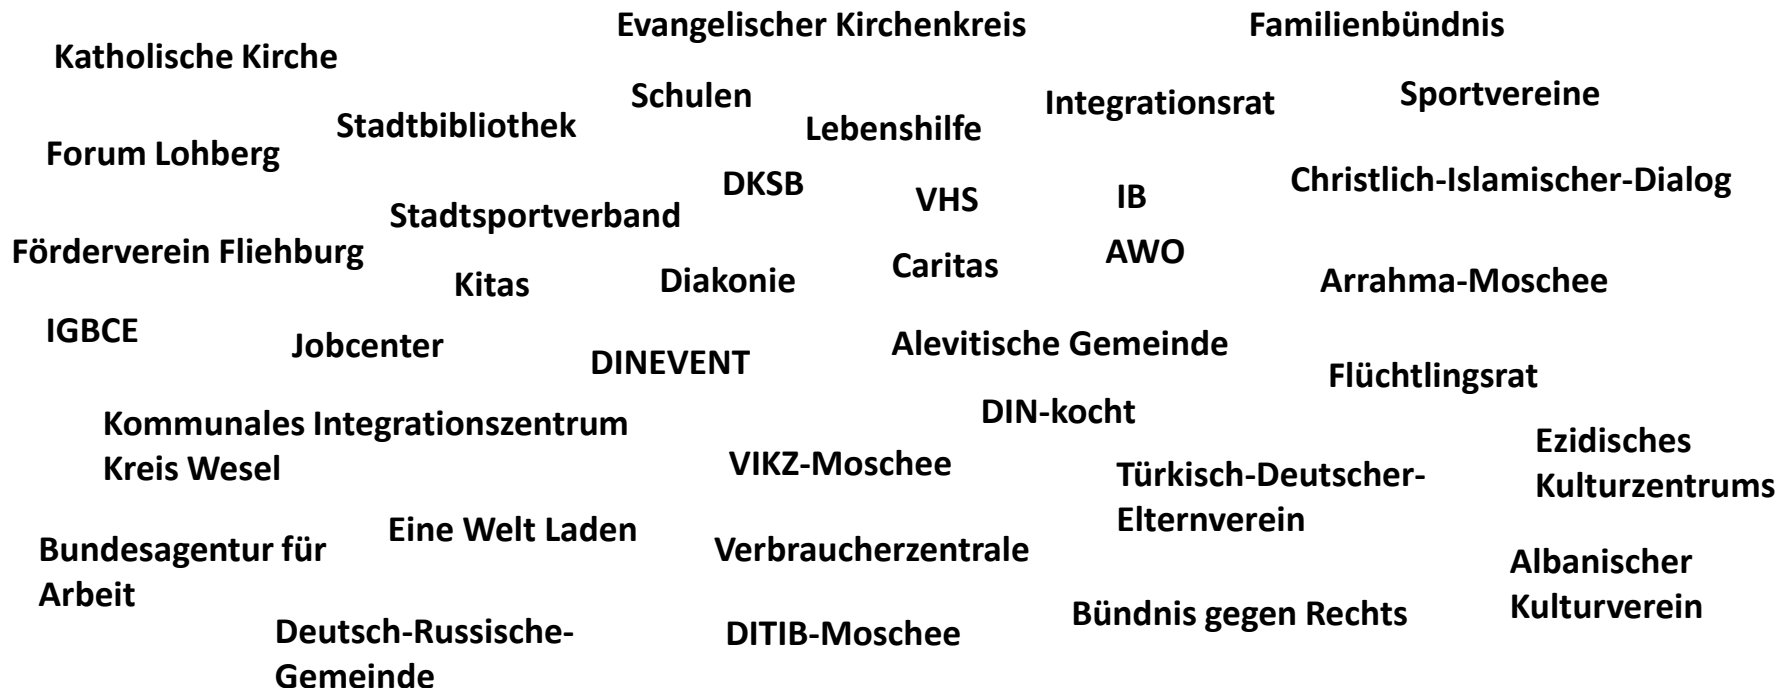 Evangelischer Kirchenkreis
Familienbündnis
Katholische Kirche
Schulen
Integrationsrat
Sportvereine
Stadtbibliothek
Lebenshilfe
Forum Lohberg
DKSB
VHS
IB
Christlich-Islamischer-Dialog
Stadtsportverband
Förderverein Fliehburg
Kitas
Diakonie
Caritas
AWO
Arrahma-Moschee
IGBCE
Jobcenter
DINEVENT
Alevitische Gemeinde
Flüchtlingsrat
Kommunales Integrationszentrum
Kreis Wesel
DIN-kocht
VIKZ-Moschee
Türkisch-Deutscher-
Elternverein
Ezidisches
Kulturzentrums
Bundesagentur für
Arbeit
Eine Welt Laden
Verbraucherzentrale
Albanischer
Kulturverein
Deutsch-Russische-
Gemeinde
DITIB-Moschee
Bündnis gegen Rechts